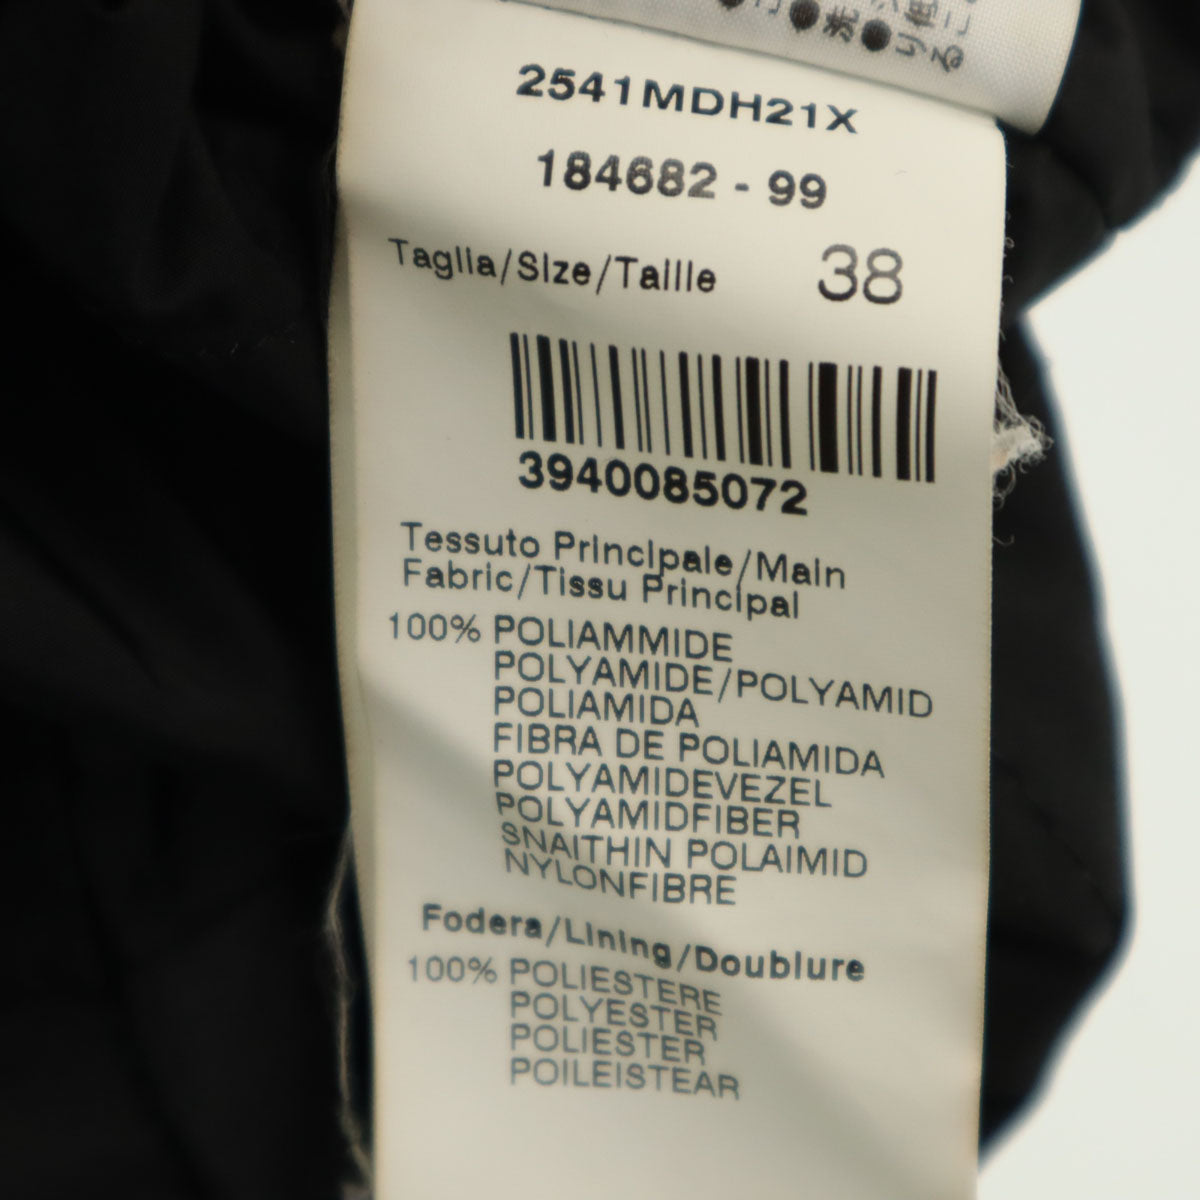 2541MDH21X
184682 - 99
Taglia/Size/Taille 38
3940085072
Tessuto Principale/Main
Fabric/Tissu Principal
100% POLIAMMIDE
POLYAMIDE/POLYAMID
POLIAMIDA
FIBRA DE POLIAMIDA
POLYAMIDEVEZEL
POLYAMIDFIBER
SNAITHIN POLAIMID
NYLONFIBRE
Fodera/Lining/Doublure
100% POLIESTERE
POLYESTER
POLIESTER
POILEISTEAR